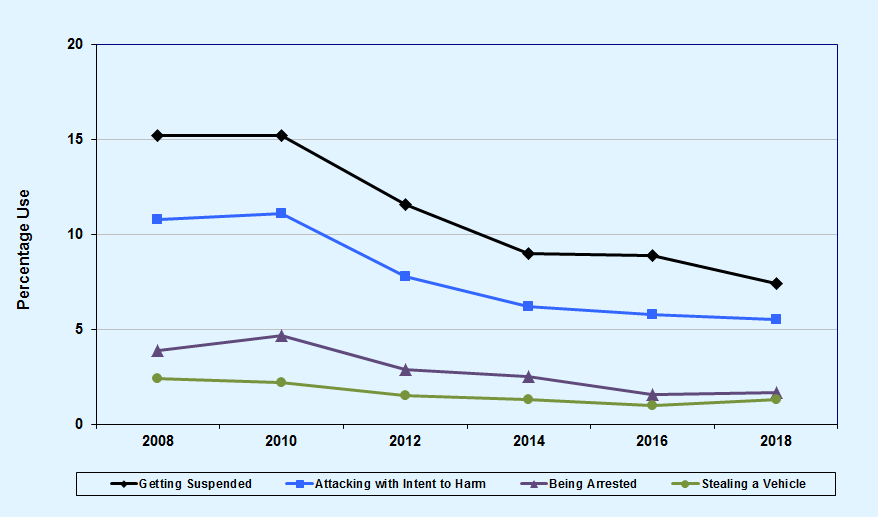 20
15
10
5
0
Percentage Use
2008 2010 2012 2014 2016 2018
Getting Suspended Attacking with Intent to Harm Being Arrested Stealing a Vehicle